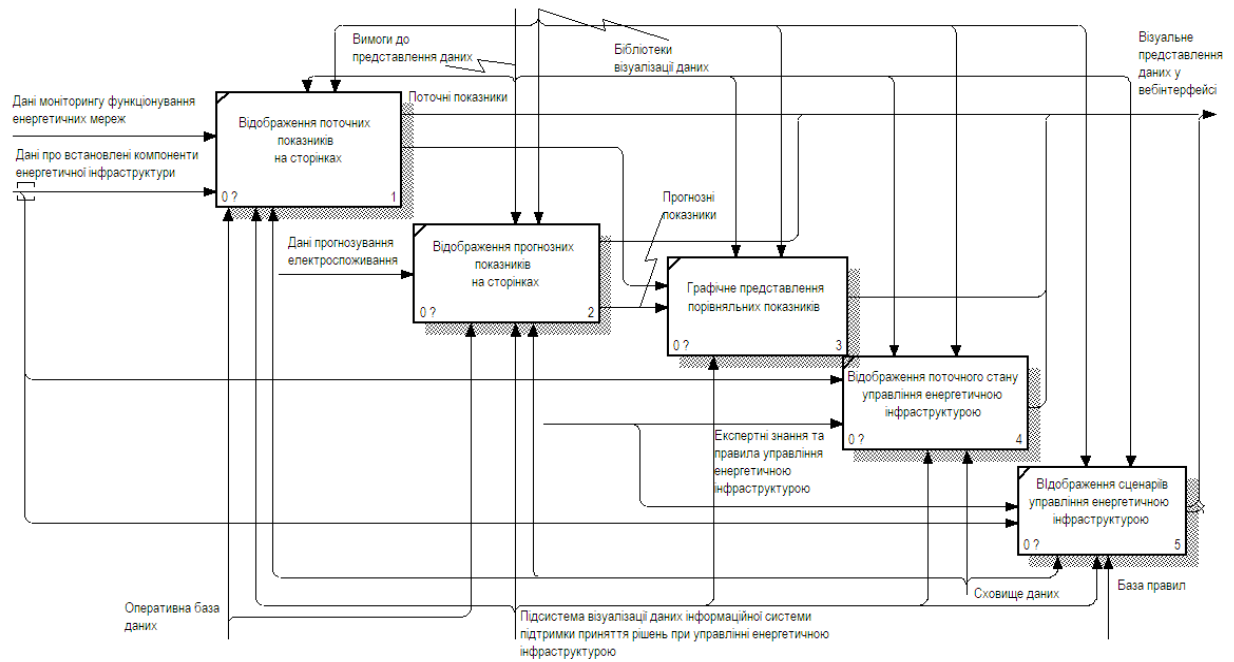 Вимоги до
представлення даних
Бібліотеки
візуалізації даних
Візуальне
представлення
даних у
вебінтерфейсі
Дані моніторингу функціонування
енергетичних мереж
Поточні показники
Відображення поточних
показників
на сторінках
0 ?
1
Дані про встановлені компоненти
енергетичної інфраструктури
Прогнозні
показники
Дані прогнозування
електроспоживання
Відображення прогнозних
показників
на сторінках
0 ?
2
Графічне представлення
порівняльних показників
0 ?
3
Відображення поточного стану
управління енергетичною
інфраструктурою
0 ?
4
Експертні знання та
правила управління
енергетичною
інфраструктурою
Відображення сценаріїв
управління енергетичною
інфраструктурою
0 ?
5
Оперативна база
даних
Підсистема візуалізації даних інформаційної системи
підтримки приняття рішень при управлінні енергетичною
інфраструктурою
Сховище даних
База правил